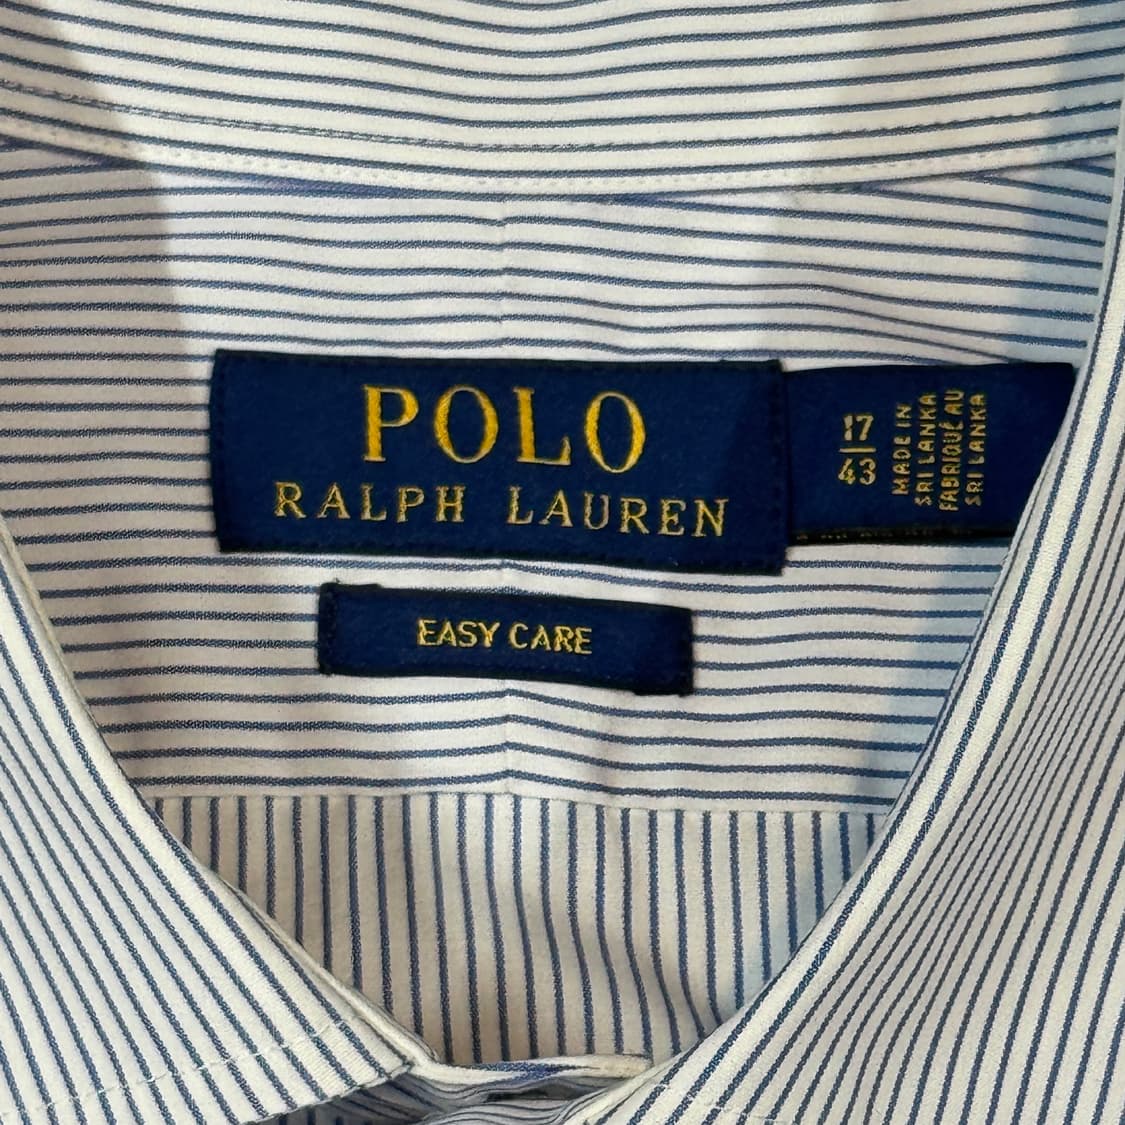 POLO
RALPH LAUREN
17
43
MADE IN
SRI LANKA
FABRIQUÉ AU
SRI LANKA
EASY CARE